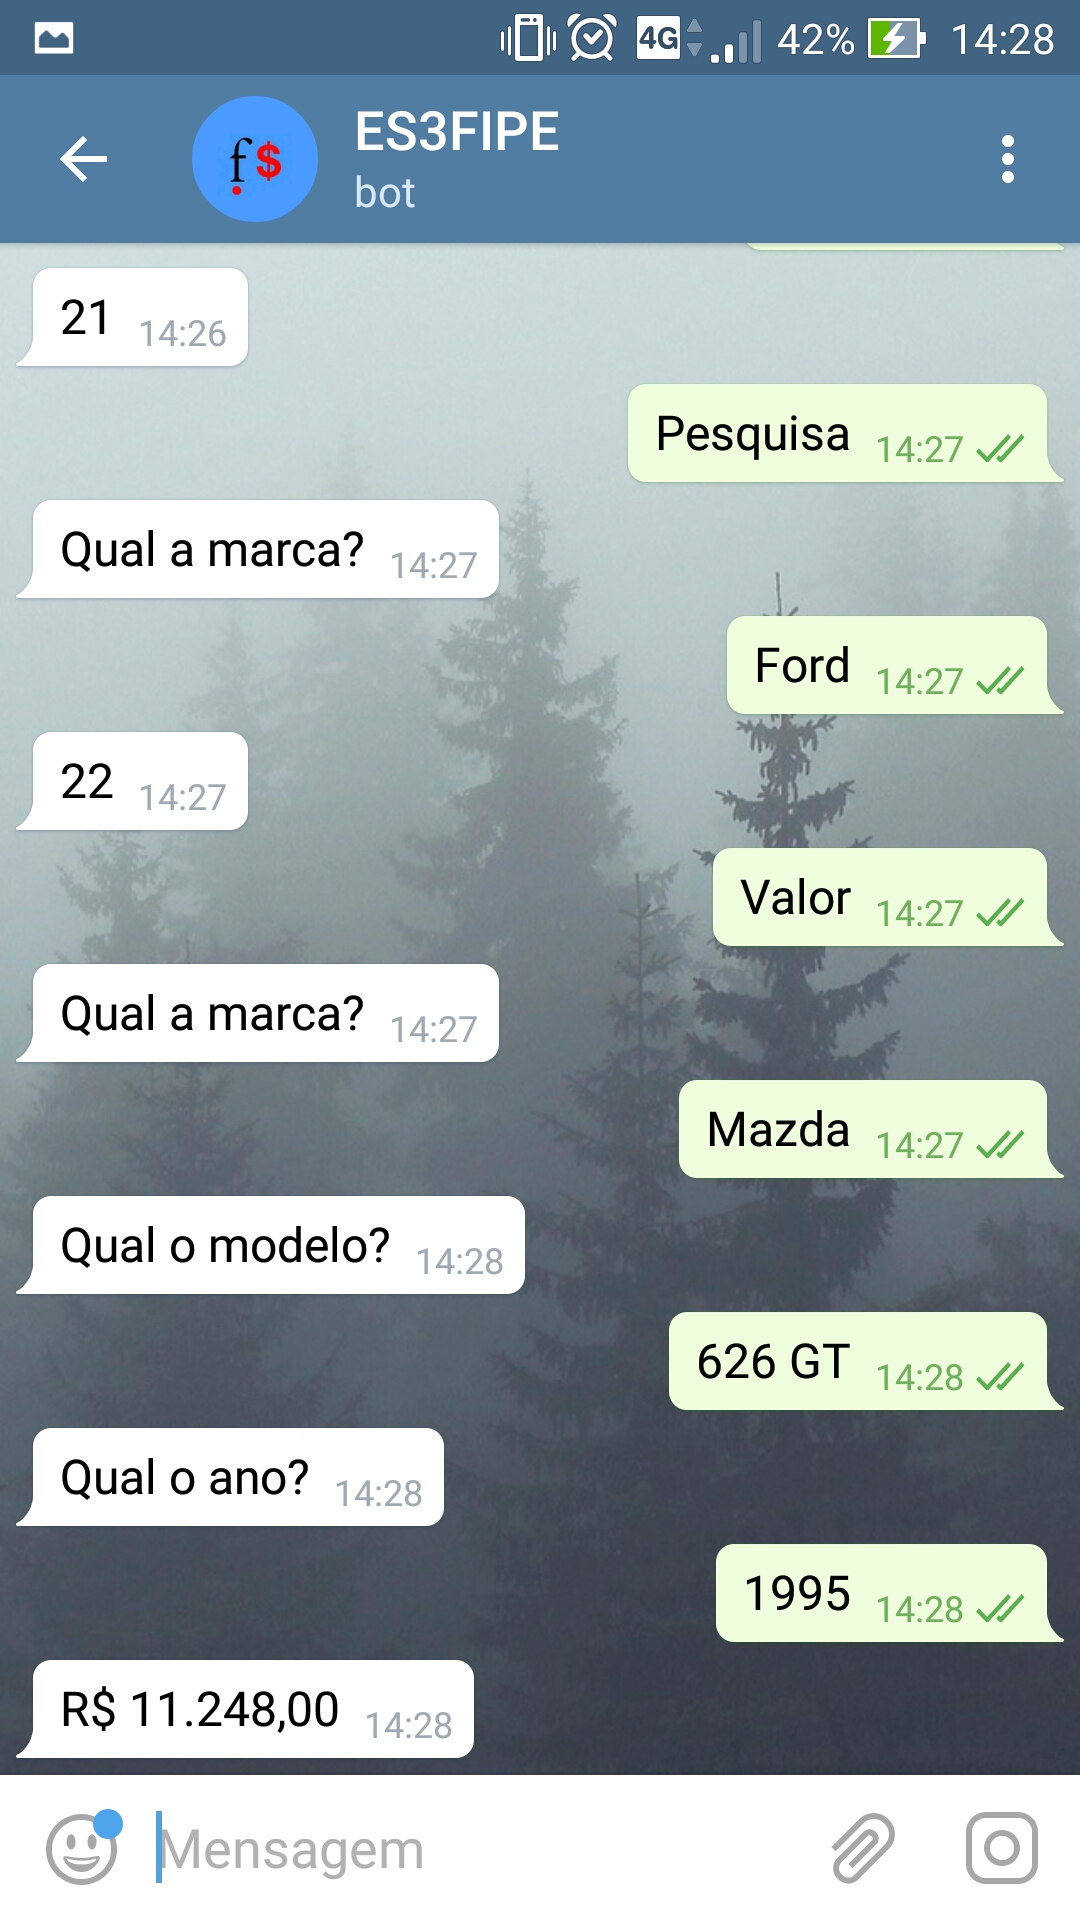 4G 42% 14:28
f$ ES3FIPE
bot
21 14:26
Pesquisa 14:27
Qual a marca? 14:27
Ford 14:27
22 14:27
Valor 14:27
Qual a marca? 14:27
Mazda 14:27
Qual o modelo? 14:28
626 GT 14:28
Qual o ano? 14:28
1995 14:28
R$ 11.248,00 14:28
Mensagem